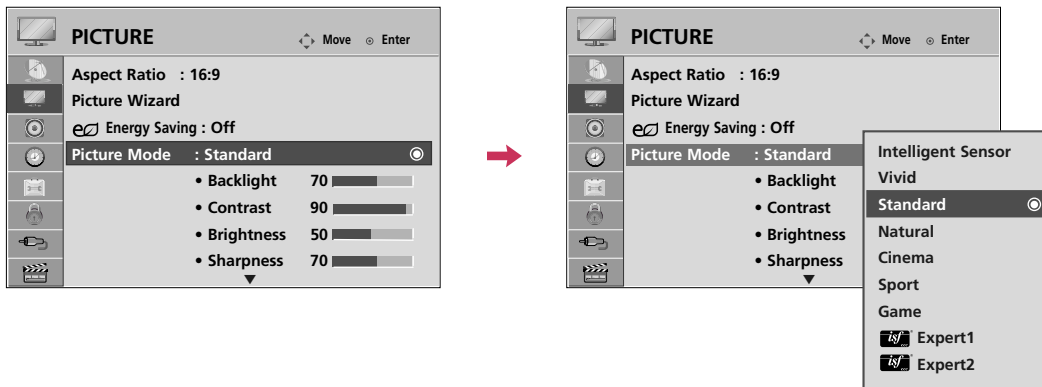 PICTURE
Move Enter
Aspect Ratio : 16:9
Picture Wizard
eco Energy Saving : Off
Picture Mode : Standard
• Backlight 70
• Contrast 90
• Brightness 50
• Sharpness 70
PICTURE
Move Enter
Aspect Ratio : 16:9
Picture Wizard
eco Energy Saving : Off
Picture Mode : Standard
• Backlight
• Contrast
• Brightness
• Sharpness
Intelligent Sensor
Vivid
Standard
Natural
Cinema
Sport
Game
isf Expert1
isf Expert2